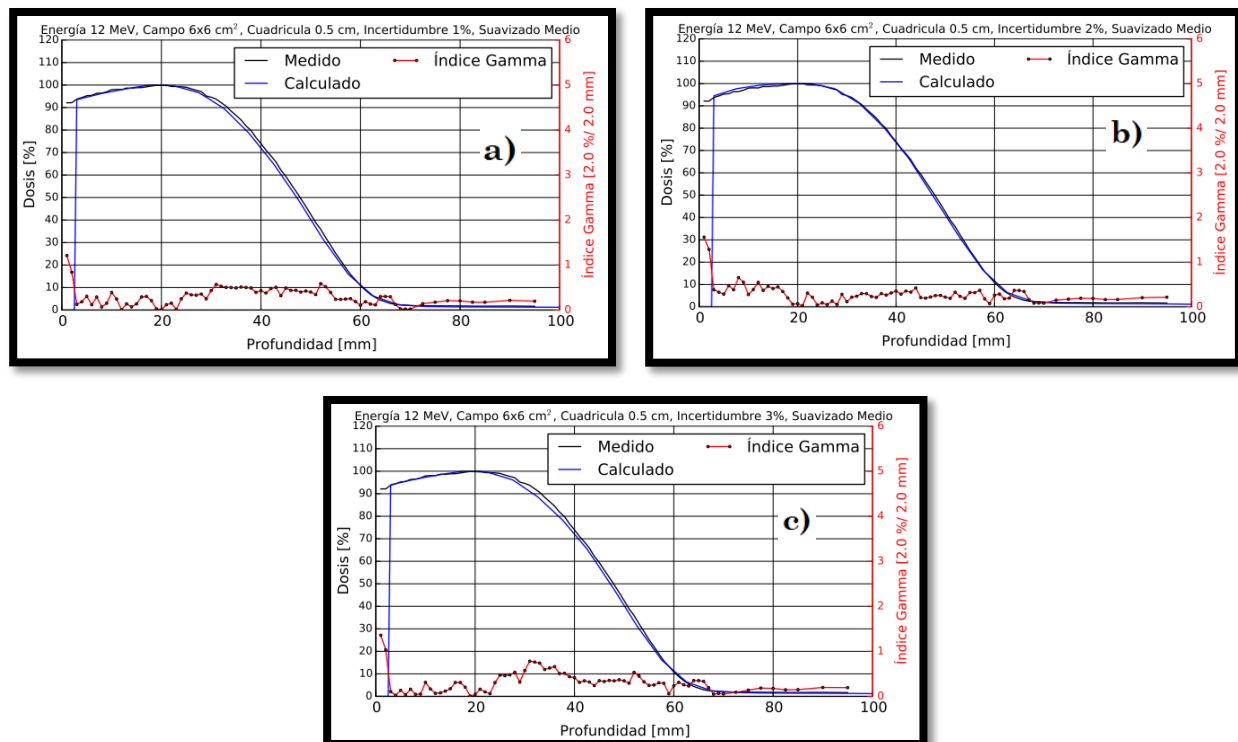 Energía 12 MeV, Campo 6x6 cm², Cuadricula 0.5 cm, Incertidumbre 1%, Suavizado Medio
120
110
100
90
80
70
60
50
40
30
20
10
0
Dosis [%]
Medido
Calculado
Índice Gamma
a)
6
5
4
3
2
1
0
Índice Gamma [2.0 %/ 2.0 mm]
0 20 40 60 80 100
Profundidad [mm]
Energía 12 MeV, Campo 6x6 cm², Cuadricula 0.5 cm, Incertidumbre 2%, Suavizado Medio
120
110
100
90
80
70
60
50
40
30
20
10
0
Dosis [%]
Medido
Calculado
Índice Gamma
b)
6
5
4
3
2
1
0
Índice Gamma [2.0 %/ 2.0 mm]
0 20 40 60 80 100
Profundidad [mm]
Energía 12 MeV, Campo 6x6 cm², Cuadricula 0.5 cm, Incertidumbre 3%, Suavizado Medio
120
110
100
90
80
70
60
50
40
30
20
10
0
Dosis [%]
Medido
Calculado
Índice Gamma
c)
6
5
4
3
2
1
0
Índice Gamma [2.0 %/ 2.0 mm]
0 20 40 60 80 100
Profundidad [mm]